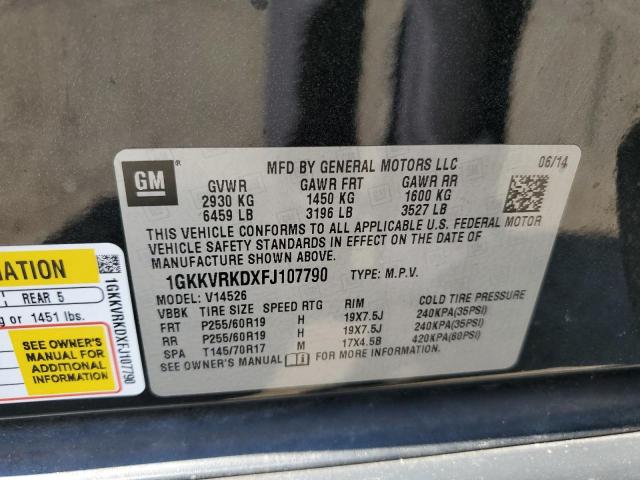 GM
MFD BY GENERAL MOTORS LLC 06/14
GVWR GAWR FRT GAWR RR
2930 KG 1450 KG 1600 KG
6459 LB 3196 LB 3527 LB
THIS VEHICLE CONFORMS TO ALL APPLICABLE U.S. FEDERAL MOTOR
VEHICLE SAFETY STANDARDS IN EFFECT ON THE DATE OF
MANUFACTURE SHOWN ABOVE.
1GKKVRKDXFJ107790 TYPE: M.P.V.
MODEL: V14526
VBBK TIRE SIZE SPEED RTG RIM COLD TIRE PRESSURE
FRT P255/60R19 H 19X7.5J 240KPA(35PSI)
RR P255/60R19 H 19X7.5J 240KPA(35PSI)
SPA T145/70R17 M 17X4.5B 420KPA(60PSI)
SEE OWNER'S MANUAL FOR MORE INFORMATION.
MATION
REAR 5
g or 1451 lbs.
SEE OWNER'S
MANUAL FOR
ADDITIONAL
INFORMATION
1GKKVRKDXFJ107790